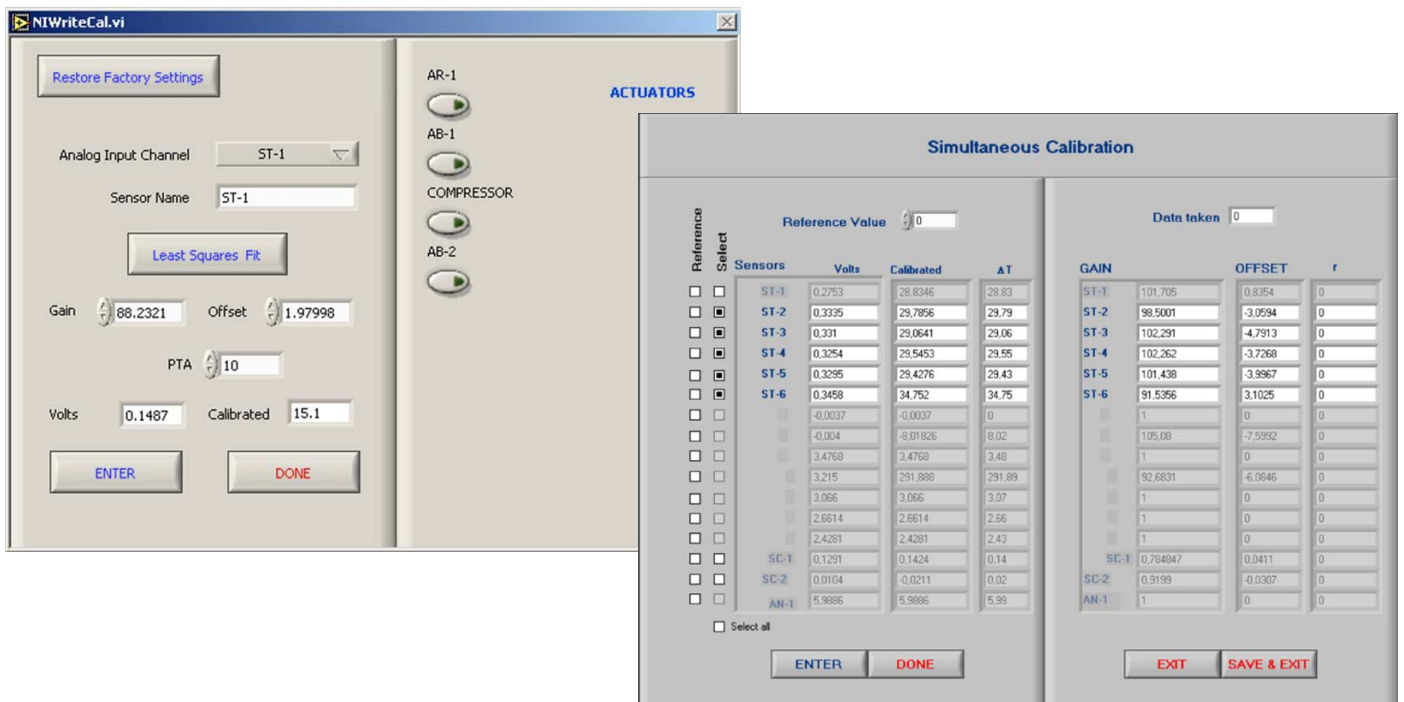 NIWriteCal.vi
Restore Factory Settings
Analog Input Channel ST-1
Sensor Name ST-1
Least Squares Fit
Gain 88.2321 Offset 1.97998
PTA 10
Volts 0.1487 Calibrated 15.1
ENTER DONE
AR-1
ACTUATORS
AB-1
COMPRESSOR
AB-2
Simultaneous Calibration
Reference Value 0 Data taken 0
Reference
Select
Sensors Volts Calibrated ΔT GAIN OFFSET r
ST-1 0,2753 28,8346 28,83 ST-1 101,705 0,8354 0
ST-2 0,3335 29,7856 29,79 ST-2 98,5001 -3,0594 0
ST-3 0,331 29,0641 29,06 ST-3 102,291 -4,7913 0
ST-4 0,3254 29,5453 29,55 ST-4 102,262 -3,7268 0
ST-5 0,3295 29,4276 29,43 ST-5 101,438 -3,9967 0
ST-6 0,3458 34,752 34,75 ST-6 91,5356 3,1025 0
-0,0037 -0,0037 0 1 0 0
-0,004 -8,01826 8,02 105,08 -7,5992 0
3,4768 3,4768 3,48 1 0 0
3,215 291,888 291,89 92,6831 -6,0846 0
3,066 3,066 3,07 1 0 0
2,6614 2,6614 2,66 1 0 0
2,4281 2,4281 2,43 1 0 0
SC-1 0,1291 0,1424 0,14 SC-1 0,784847 0,0411 0
SC-2 0,0104 -0,0211 0,02 SC-2 0,9199 -0,0307 0
AN-1 5,9886 5,9886 5,99 AN-1 1 0 0
Select all
ENTER DONE EXIT SAVE & EXIT